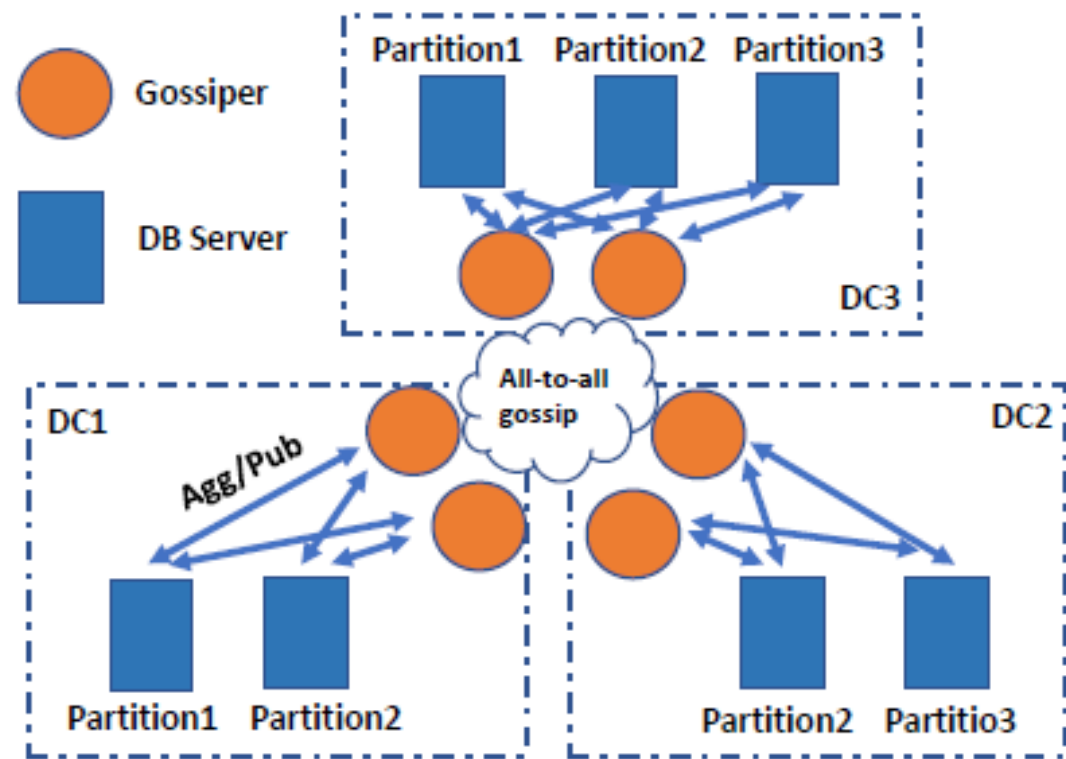 Gossiper
DB Server
Partition1 Partition2 Partition3
DC3
All-to-all
gossip
DC1
Agg/Pub
Partition1 Partition2
DC2
Partition2 Partitio3